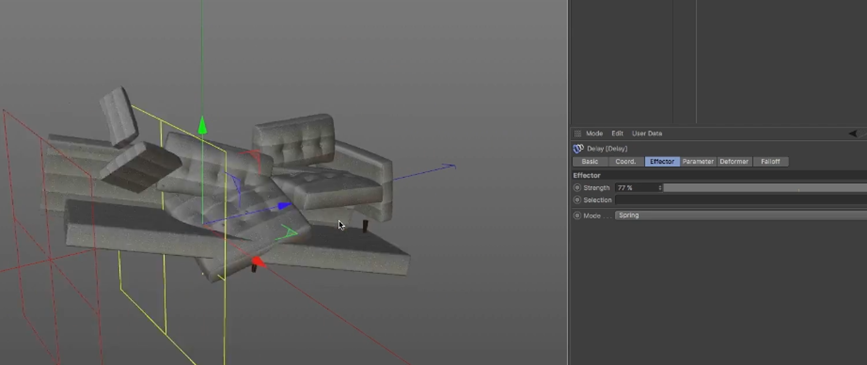 Mode Edit User Data
Delay [Delay]
Basic Coord. Effector Parameter Deformer Falloff
Effector
Strength 77 %
Selection
Mode . . . Spring